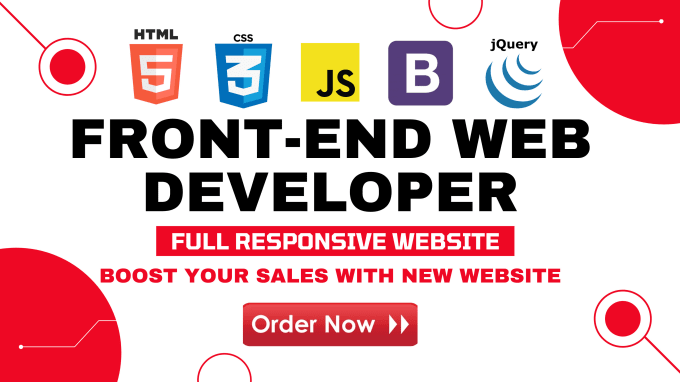 HTML CSS JS B jQuery
5 3
FRONT-END WEB
DEVELOPER
FULL RESPONSIVE WEBSITE
BOOST YOUR SALES WITH NEW WEBSITE
Order Now